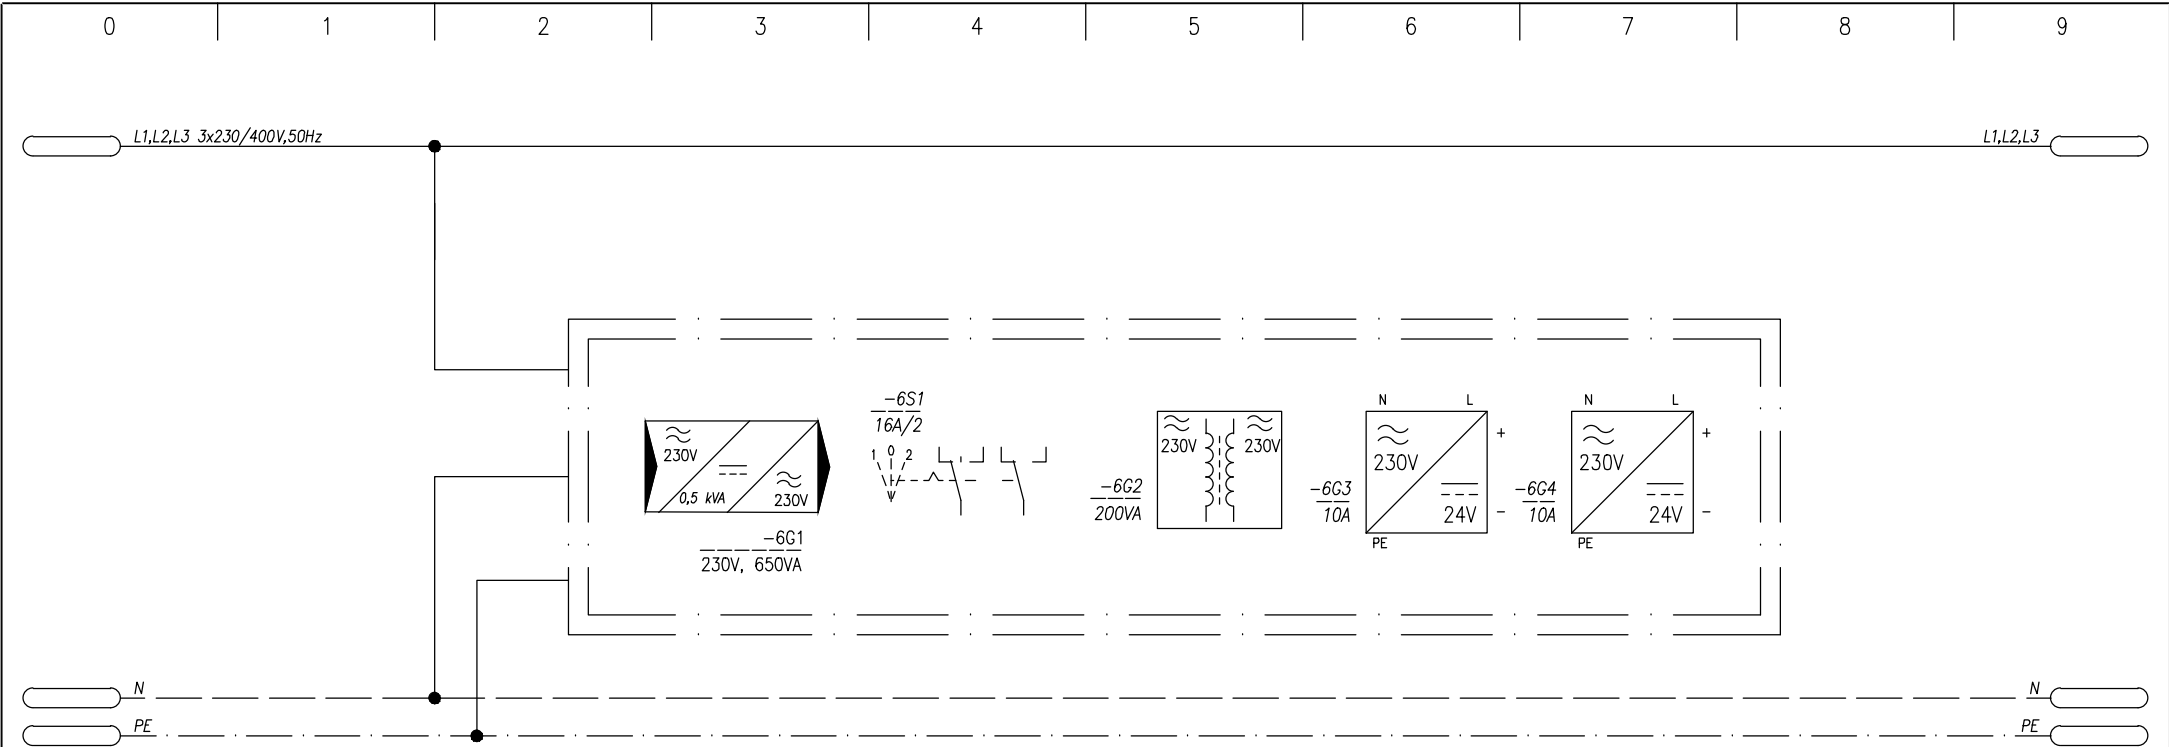 0 1 2 3 4 5 6 7 8 9
L1,L2,L3 3x230/400V,50Hz
L1,L2,L3
230V
0,5 kVA
230V
-6G1
230V, 650VA
-6S1
16A/2
1 0 2
230V
230V
-6G2
200VA
N L
230V
+
24V
-
PE
-6G3
10A
N L
230V
+
24V
-
PE
-6G4
10A
N
N
PE
PE